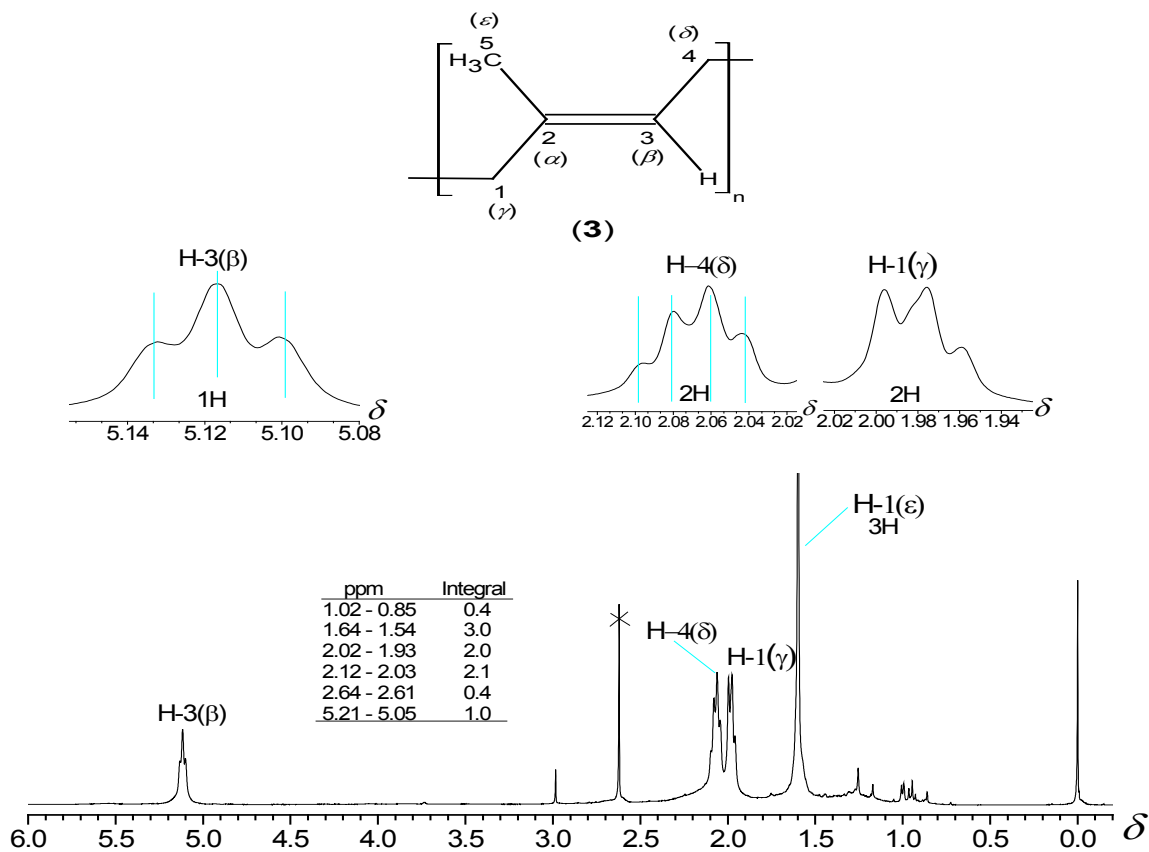 (ε)
5
H₃C
(δ)
4
2
(α)
3
(β)
H
1
(γ)
n
(3)
H-3(β)
1H
δ
5.14 5.12 5.10 5.08
H–4(δ)
2H
δ
2.12 2.10 2.08 2.06 2.04 2.02
H-1(γ)
2H
δ
2.02 2.00 1.98 1.96 1.94
H-1(ε)
3H
ppm Integral
1.02 - 0.85 0.4
1.64 - 1.54 3.0
2.02 - 1.93 2.0
2.12 - 2.03 2.1
2.64 - 2.61 0.4
5.21 - 5.05 1.0
H–4(δ)
H-1(γ)
H-3(β)
6.0 5.5 5.0 4.5 4.0 3.5 3.0 2.5 2.0 1.5 1.0 0.5 0.0 δ